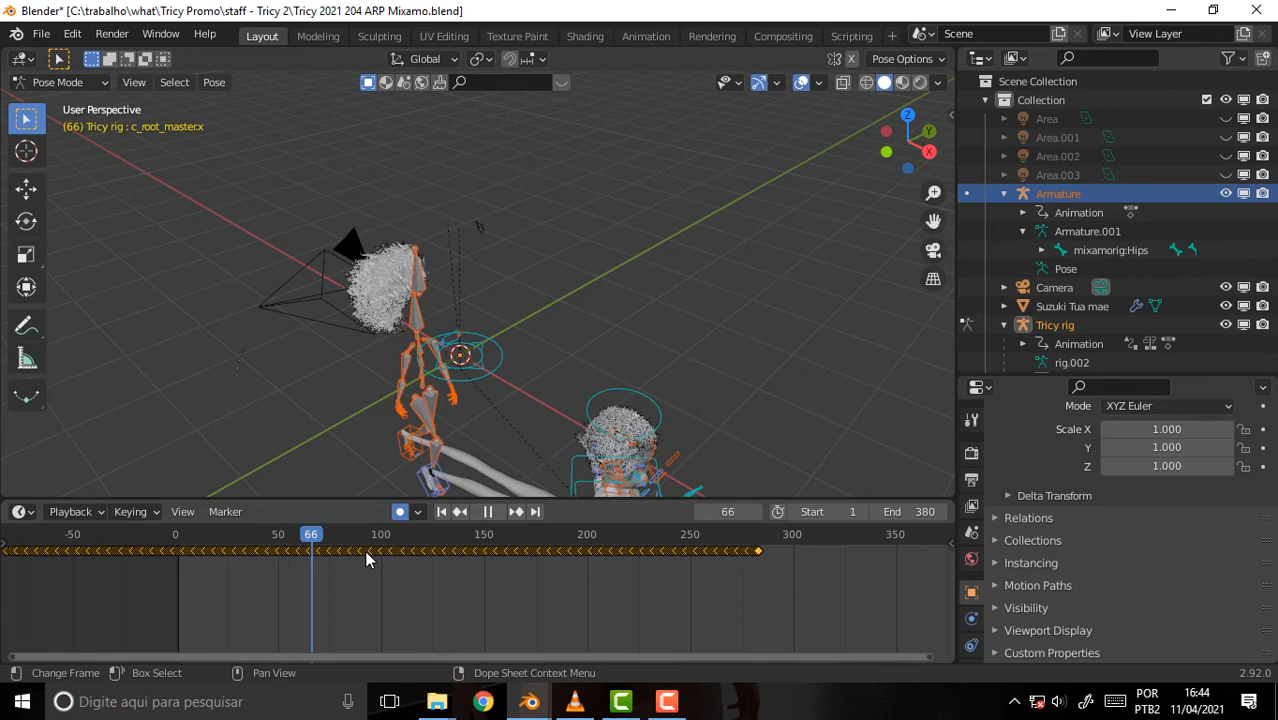 Blender* [C:\trabalho\what\Tricy Promo\staff - Tricy 2\Tricy 2021 204 ARP Mixamo.blend]
File Edit Render Window Help Layout Modeling Sculpting UV Editing Texture Paint Shading Animation Rendering Compositing Scripting Scene View Layer
Global Pose Options
Pose Mode View Select Pose
User Perspective
(66) Tricy rig : c_root_master.x
Z
Y
X
Scene Collection
Collection
Area
Area.001
Area.002
Area.003
Armature
Animation
Armature.001
mixamorig:Hips
Pose
Camera
Suzuki Tua mae
Tricy rig
Animation
rig.002
Mode XYZ Euler
Scale X 1.000
Y 1.000
Z 1.000
Delta Transform
Relations
Collections
Instancing
Motion Paths
Visibility
Viewport Display
Custom Properties
Playback Keying View Marker 66 Start 1 End 380
-50 0 50 66 100 150 200 250 300 350
Change Frame Box Select Pan View Dope Sheet Context Menu 2.92.0
Digite aqui para pesquisar
POR 16:44
PTB2 11/04/2021